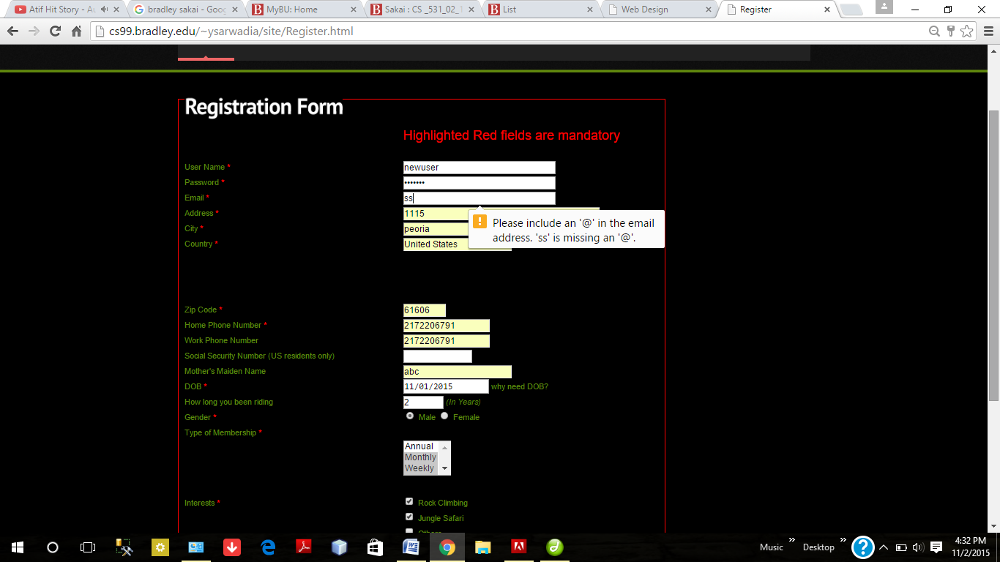 Atif Hit Story - Au
bradley sakai - Goog
MyBU: Home
Sakai : CS _531_02_1
List
Web Design
Register
cs99.bradley.edu/~ysarwadia/site/Register.html
Registration Form
Highlighted Red fields are mandatory
User Name * newuser
Password * •••••••
Email * ss
Please include an '@' in the email
address. 'ss' is missing an '@'.
Address * 1115
City * peoria
Country * United States
Zip Code * 61606
Home Phone Number * 2172206791
Work Phone Number 2172206791
Social Security Number (US residents only)
Mother's Maiden Name abc
DOB * 11/01/2015 why need DOB?
How long you been riding 2 (In Years)
Gender * Male Female
Type of Membership *
Annual
Monthly
Weekly
Interests * Rock Climbing
Jungle Safari
Music » Desktop » 4:32 PM
11/2/2015